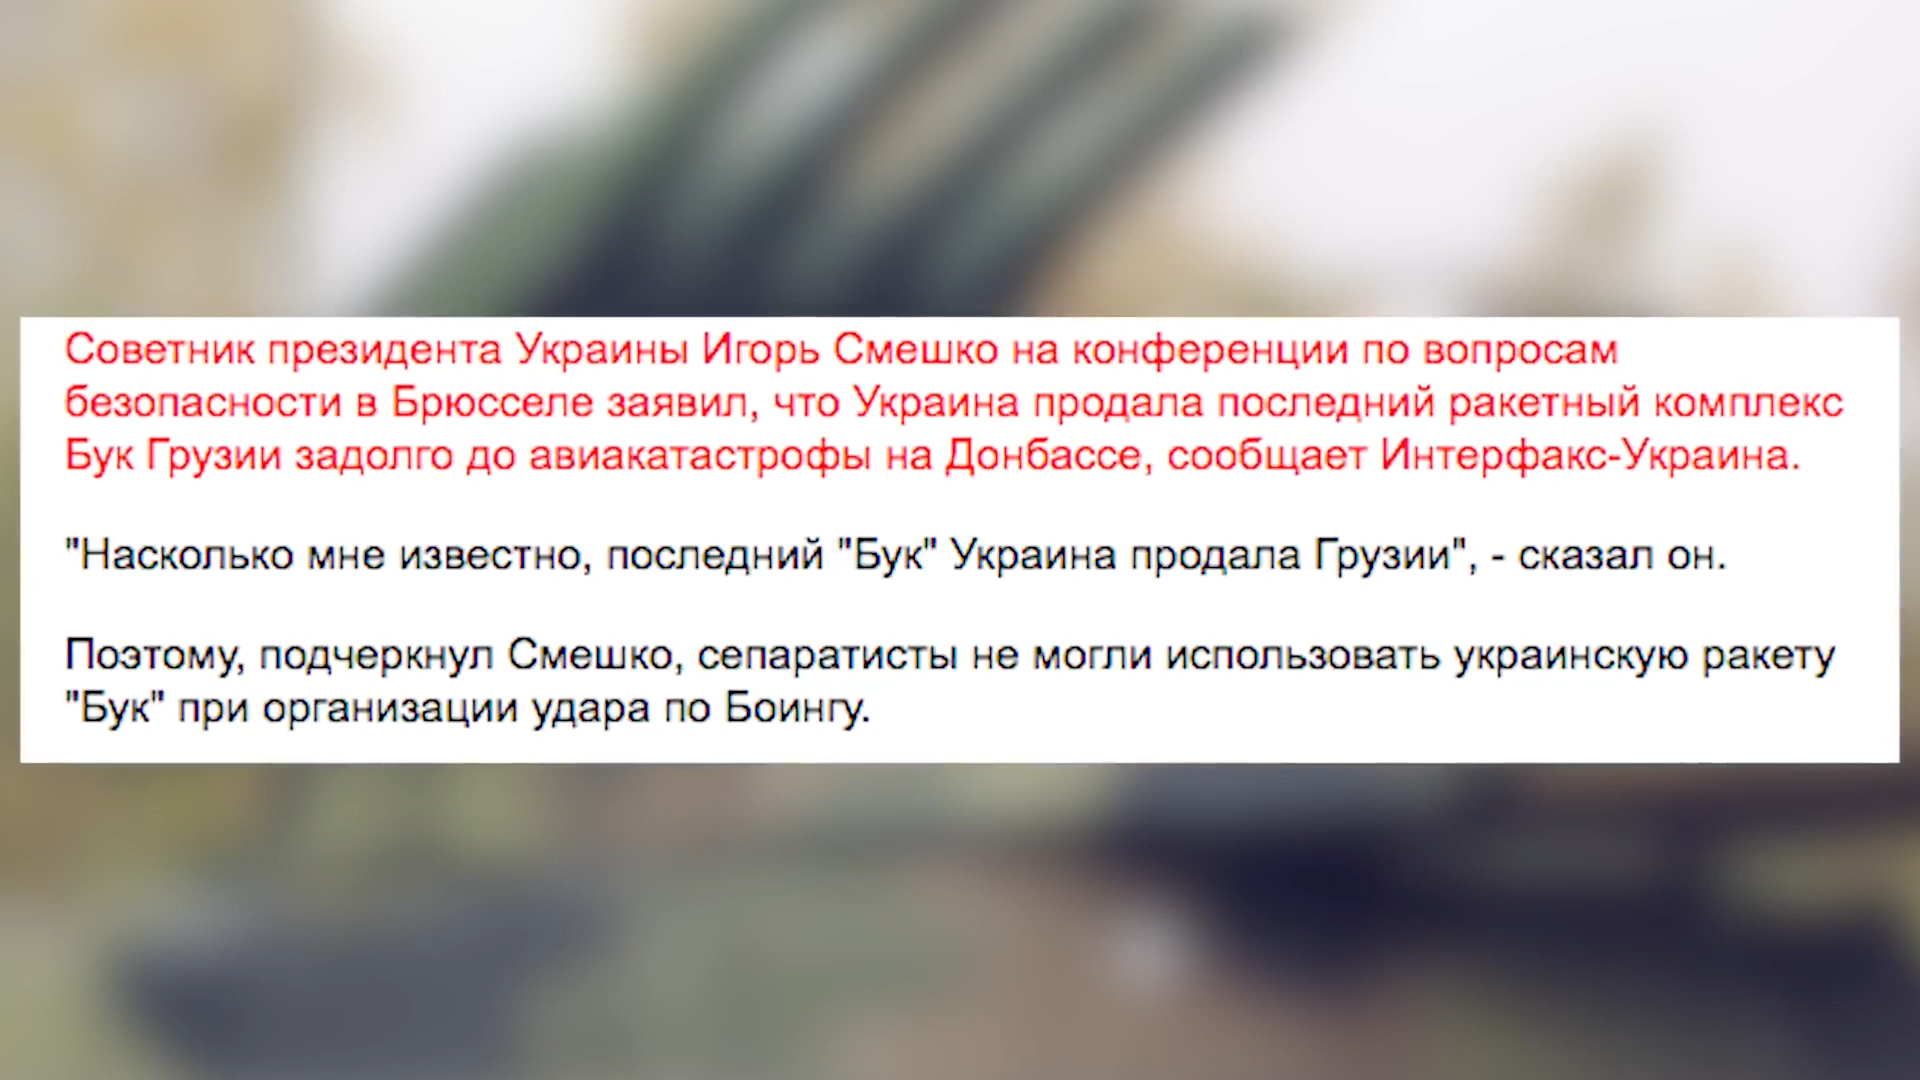 Советник президента Украины Игорь Смешко на конференции по вопросам
безопасности в Брюсселе заявил, что Украина продала последний ракетный комплекс
Бук Грузии задолго до авиакатастрофы на Донбассе, сообщает Интерфакс-Украина.
"Насколько мне известно, последний "Бук" Украина продала Грузии", - сказал он.
Поэтому, подчеркнул Смешко, сепаратисты не могли использовать украинскую ракету
"Бук" при организации удара по Боингу.